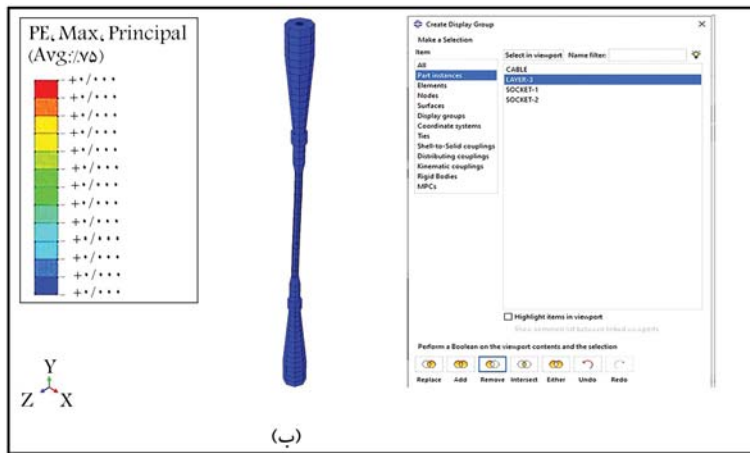 PE, Max, Principal
(Avg:٪۷۵)
+۰/۰۰۰
+۰/۰۰۰
+۰/۰۰۰
+۰/۰۰۰
+۰/۰۰۰
+۰/۰۰۰
+۰/۰۰۰
+۰/۰۰۰
+۰/۰۰۰
+۰/۰۰۰
+۰/۰۰۰
Y
Z X
(ب)
Create Display Group
Make a Selection
Item
All
Part instances
Elements
Nodes
Surfaces
Display groups
Coordinate systems
Ties
Shell-to-Solid couplings
Distributing couplings
Kinematic couplings
Rigid Bodies
MPCs
Select in viewport Name filter:
CABLE
LAYER-3
SOCKET-1
SOCKET-2
Highlight items in viewport
Perform a Boolean on the viewport contents and the selection
Replace Add Remove Intersect Either Undo Redo